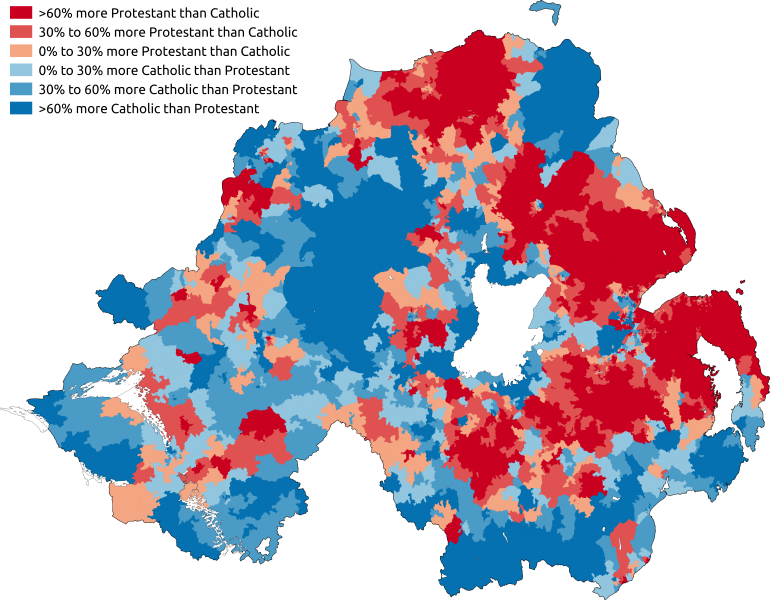 >60% more Protestant than Catholic
30% to 60% more Protestant than Catholic
0% to 30% more Protestant than Catholic
0% to 30% more Catholic than Protestant
30% to 60% more Catholic than Protestant
>60% more Catholic than Protestant